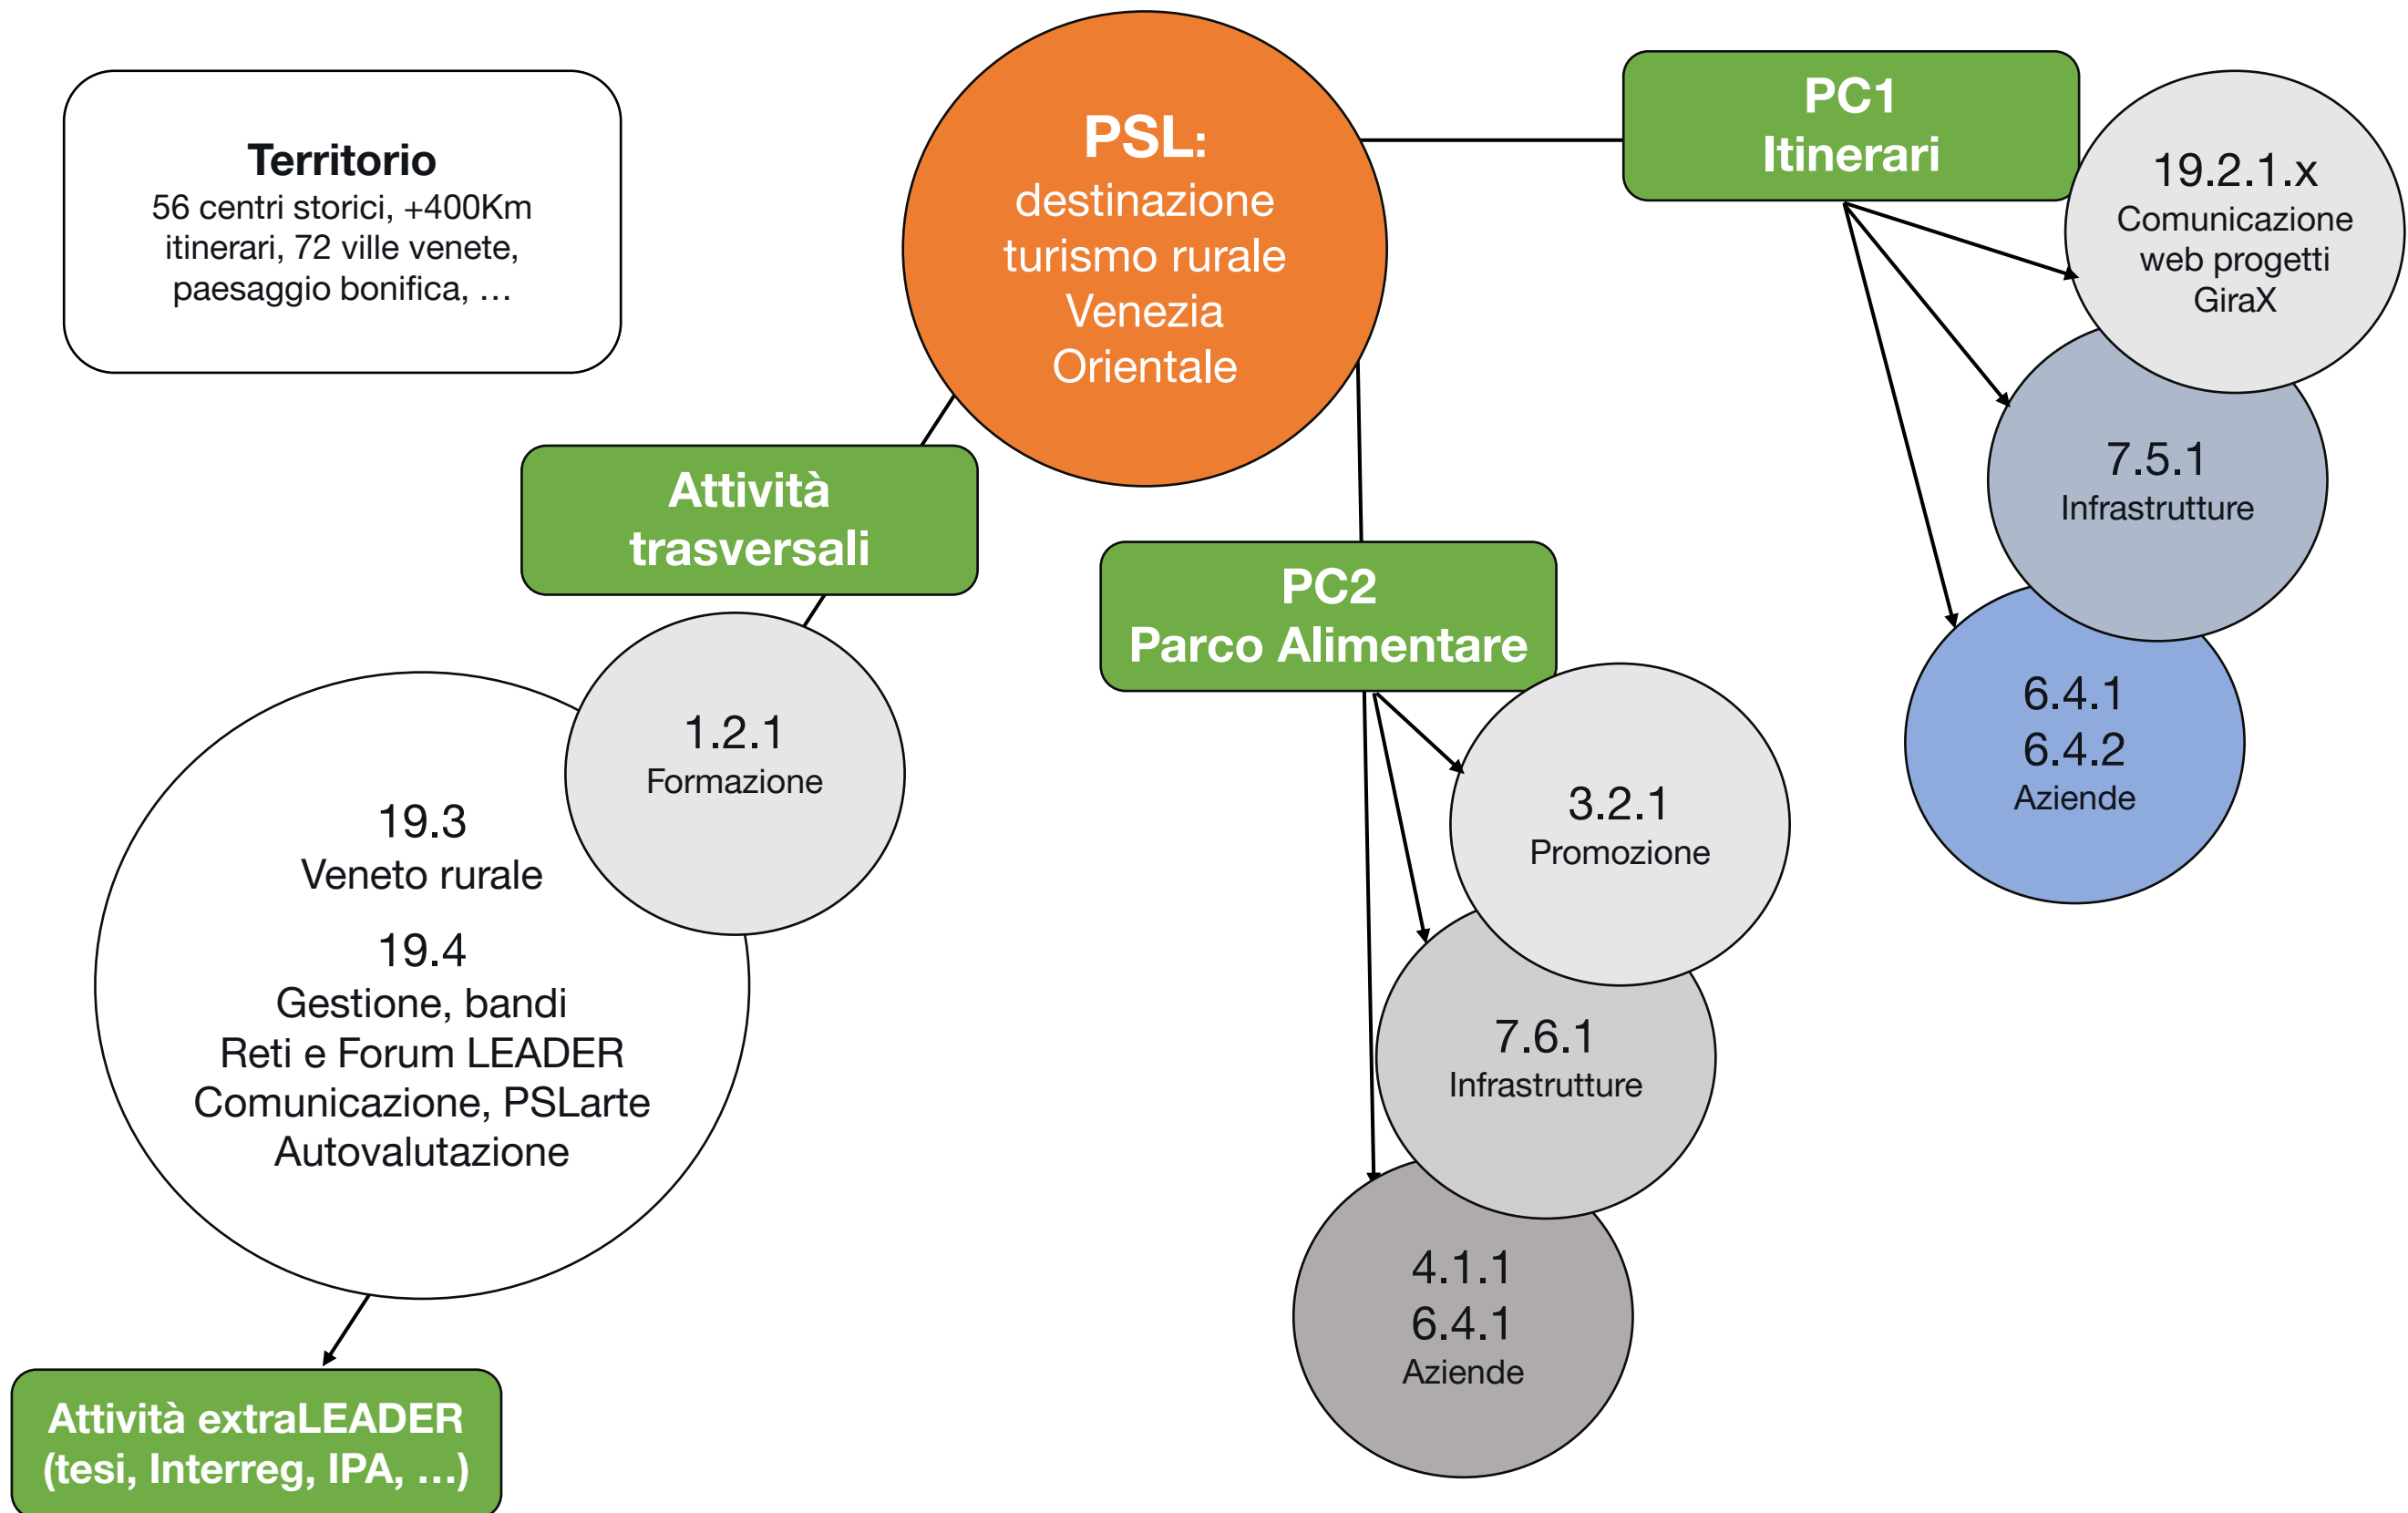 Territorio
56 centri storici, +400Km
itinerari, 72 ville venete,
paesaggio bonifica, …
PSL:
destinazione
turismo rurale
Venezia
Orientale
PC1
Itinerari
19.2.1.x
Comunicazione
web progetti
GiraX
7.5.1
Infrastrutture
6.4.1
6.4.2
Aziende
Attività
trasversali
PC2
Parco Alimentare
1.2.1
Formazione
3.2.1
Promozione
19.3
Veneto rurale
19.4
Gestione, bandi
Reti e Forum LEADER
Comunicazione, PSLarte
Autovalutazione
7.6.1
Infrastrutture
4.1.1
6.4.1
Aziende
Attività extraLEADER
(tesi, Interreg, IPA, …)